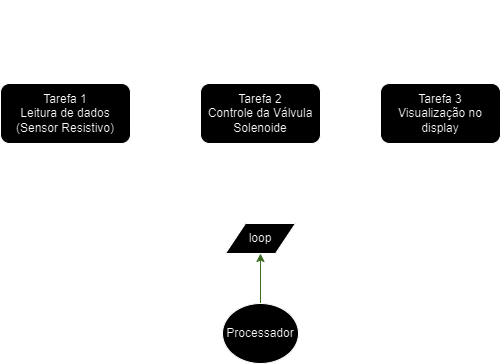 Tarefa 1
Leitura de dados
(Sensor Resistivo)
Tarefa 2
Controle da Válvula
Solenoide
Tarefa 3
Visualização no
display
loop
Processador